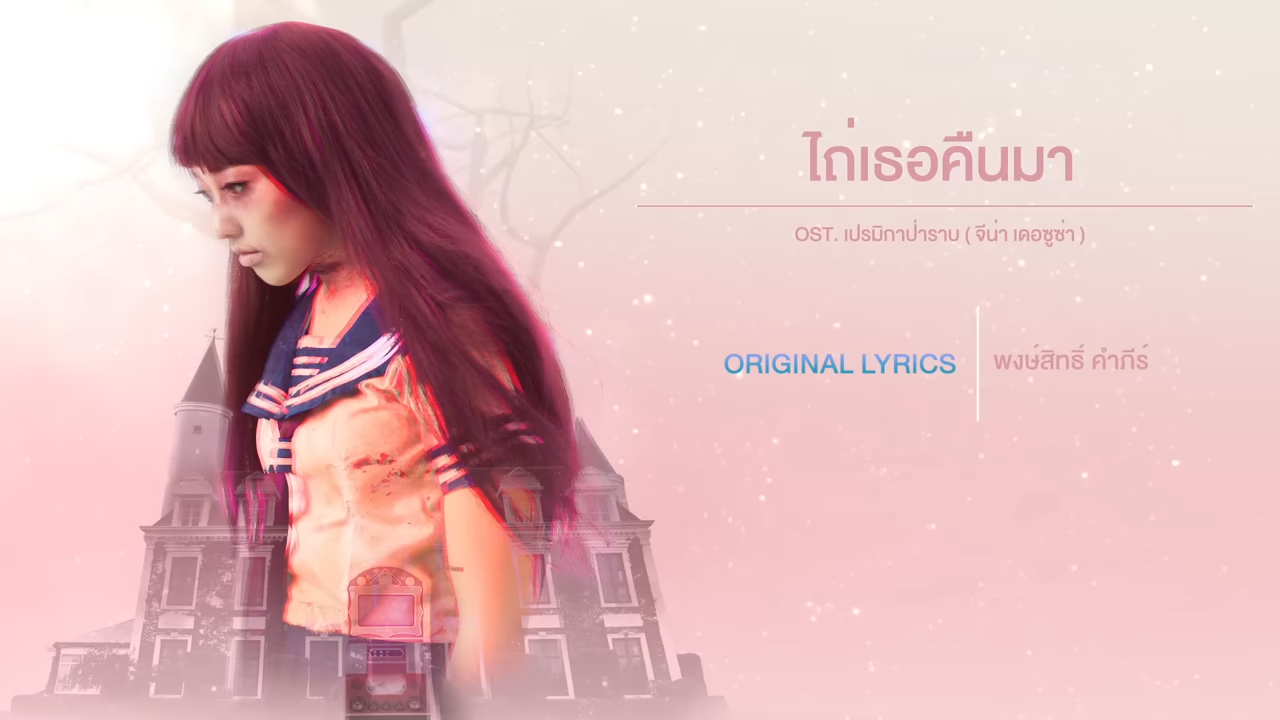 ไถ่เธอคืนมา
OST. เปรมิกาป่าราบ ( จีน่า เดอซูซ่า )
ORIGINAL LYRICS
พงษ์สิทธิ์ คำภีร์